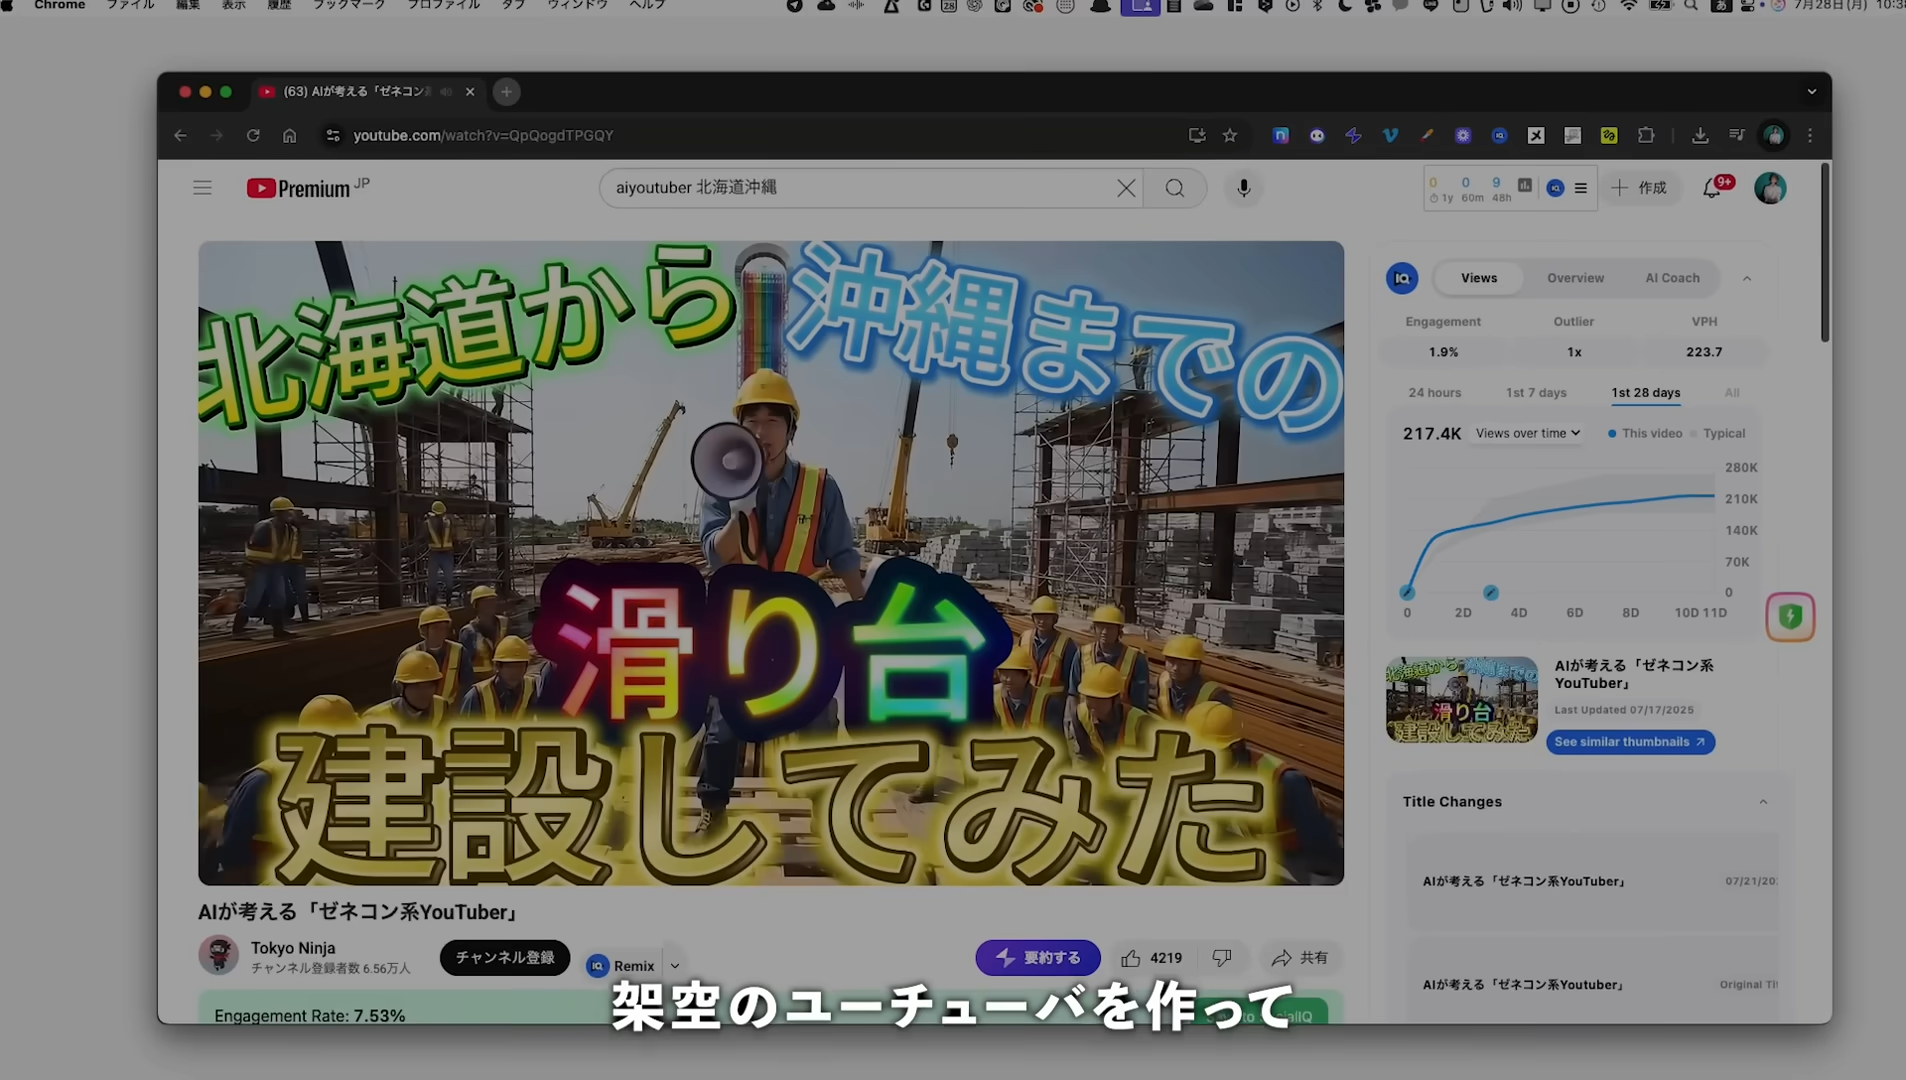 Chrome ファイル 編集 表示 履歴 ブックマーク プロファイル タブ ウィンドウ ヘルプ
7月28日(月) 10:38
(63) AIが考える「ゼネコン系
youtube.com/watch?v=QpQogdTPGQY
Premium JP
aiyoutuber 北海道沖縄
0 0 9
1y 60m 48h
作成
9+
北海道から 沖縄までの
滑り台
建設してみた
Views Overview AI Coach
Engagement Outlier VPH
1.9% 1x 223.7
24 hours 1st 7 days 1st 28 days All
217.4K Views over time This video Typical
280K
210K
140K
70K
0
0 2D 4D 6D 8D 10D 11D
AIが考える「ゼネコン系
YouTuber」
Last Updated 07/17/2025
See similar thumbnails
Title Changes
AIが考える「ゼネコン系YouTuber」 07/21/20
AIが考える「ゼネコン系Youtuber」 Original Ti
AIが考える「ゼネコン系YouTuber」
Tokyo Ninja
チャンネル登録者数 6.56万人
チャンネル登録
Remix
要約する
4219
共有
Engagement Rate: 7.53%
架空のユーチューバを作って